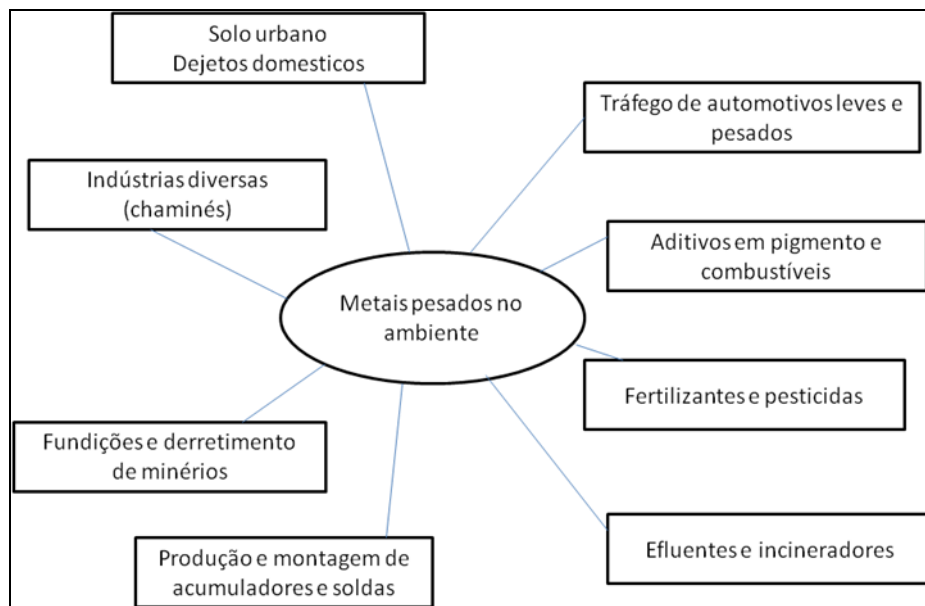 Solo urbano
Dejetos domesticos
Tráfego de automotivos leves e
pesados
Indústrias diversas
(chaminés)
Aditivos em pigmento e
combustíveis
Metais pesados no
ambiente
Fertilizantes e pesticidas
Fundições e derretimento
de minérios
Efluentes e incineradores
Produção e montagem de
acumuladores e soldas